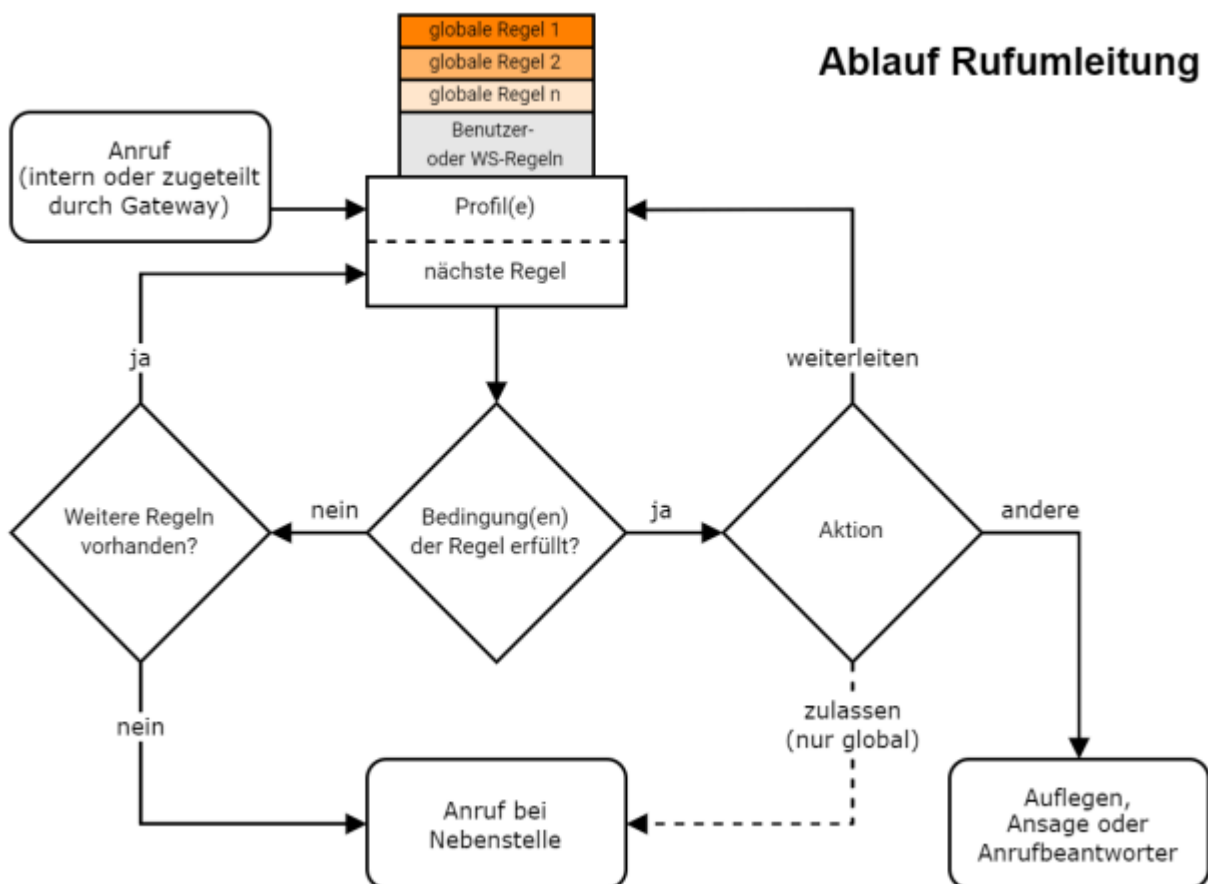 globale Regel 1
Ablauf Rufumleitung
globale Regel 2
globale Regel n
Benutzer-
oder WS-Regeln
Anruf
(intern oder zugeteilt
durch Gateway)
Profil(e)
nächste Regel
ja
weiterleiten
Weitere Regeln
vorhanden?
nein
Bedingung(en)
der Regel erfüllt?
ja
Aktion
andere
nein
zulassen
(nur global)
Anruf bei
Nebenstelle
Auflegen,
Ansage oder
Anrufbeantworter